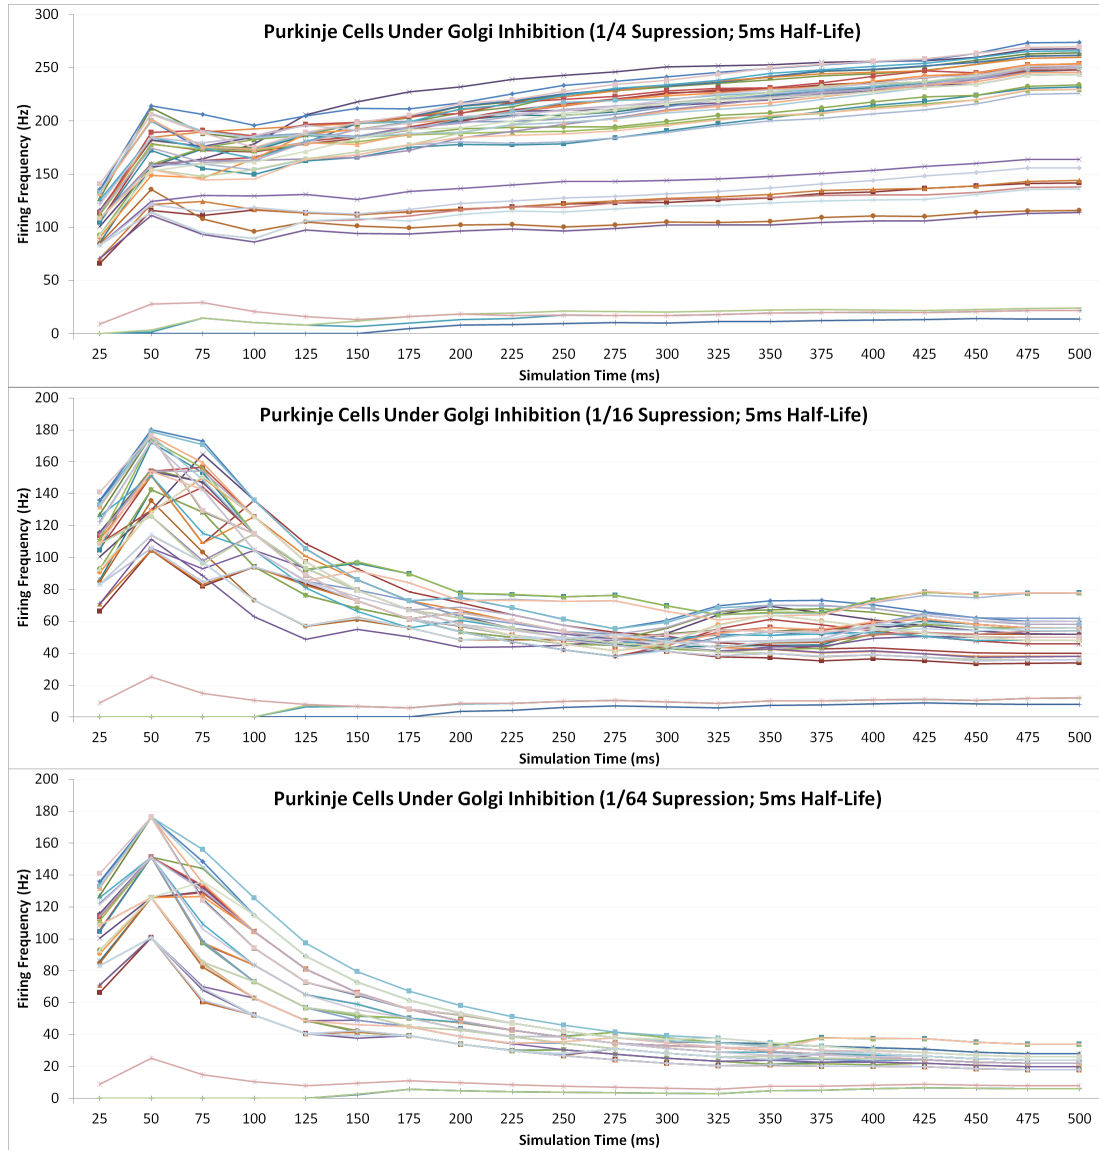 Purkinje Cells Under Golgi Inhibition (1/4 Supression; 5ms Half-Life)
300
250
200
150
100
50
0
Firing Frequency (Hz)
25 50 75 100 125 150 175 200 225 250 275 300 325 350 375 400 425 450 475 500
Simulation Time (ms)
Purkinje Cells Under Golgi Inhibition (1/16 Supression; 5ms Half-Life)
200
180
160
140
120
100
80
60
40
20
0
Firing Frequency (Hz)
25 50 75 100 125 150 175 200 225 250 275 300 325 350 375 400 425 450 475 500
Simulation Time (ms)
Purkinje Cells Under Golgi Inhibition (1/64 Supression; 5ms Half-Life)
200
180
160
140
120
100
80
60
40
20
0
Firing Frequency (Hz)
25 50 75 100 125 150 175 200 225 250 275 300 325 350 375 400 425 450 475 500
Simulation Time (ms)